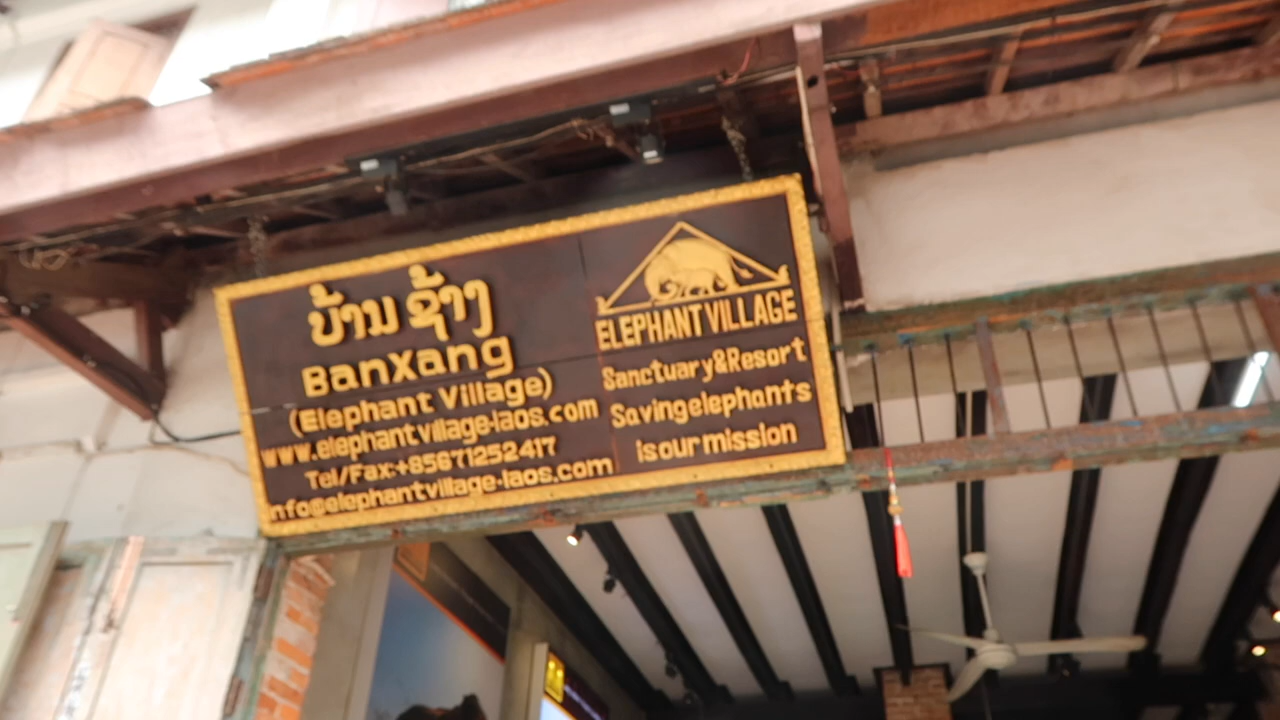 ບ້ານ ຊ້າງ
BanXang
(Elephant Village)
www.elephantvillage-laos.com
Tel/Fax:+85671252417
info@elephantvillage-laos.com
ELEPHANT VILLAGE
Sanctuary&Resort
Savingelephants
isourmission